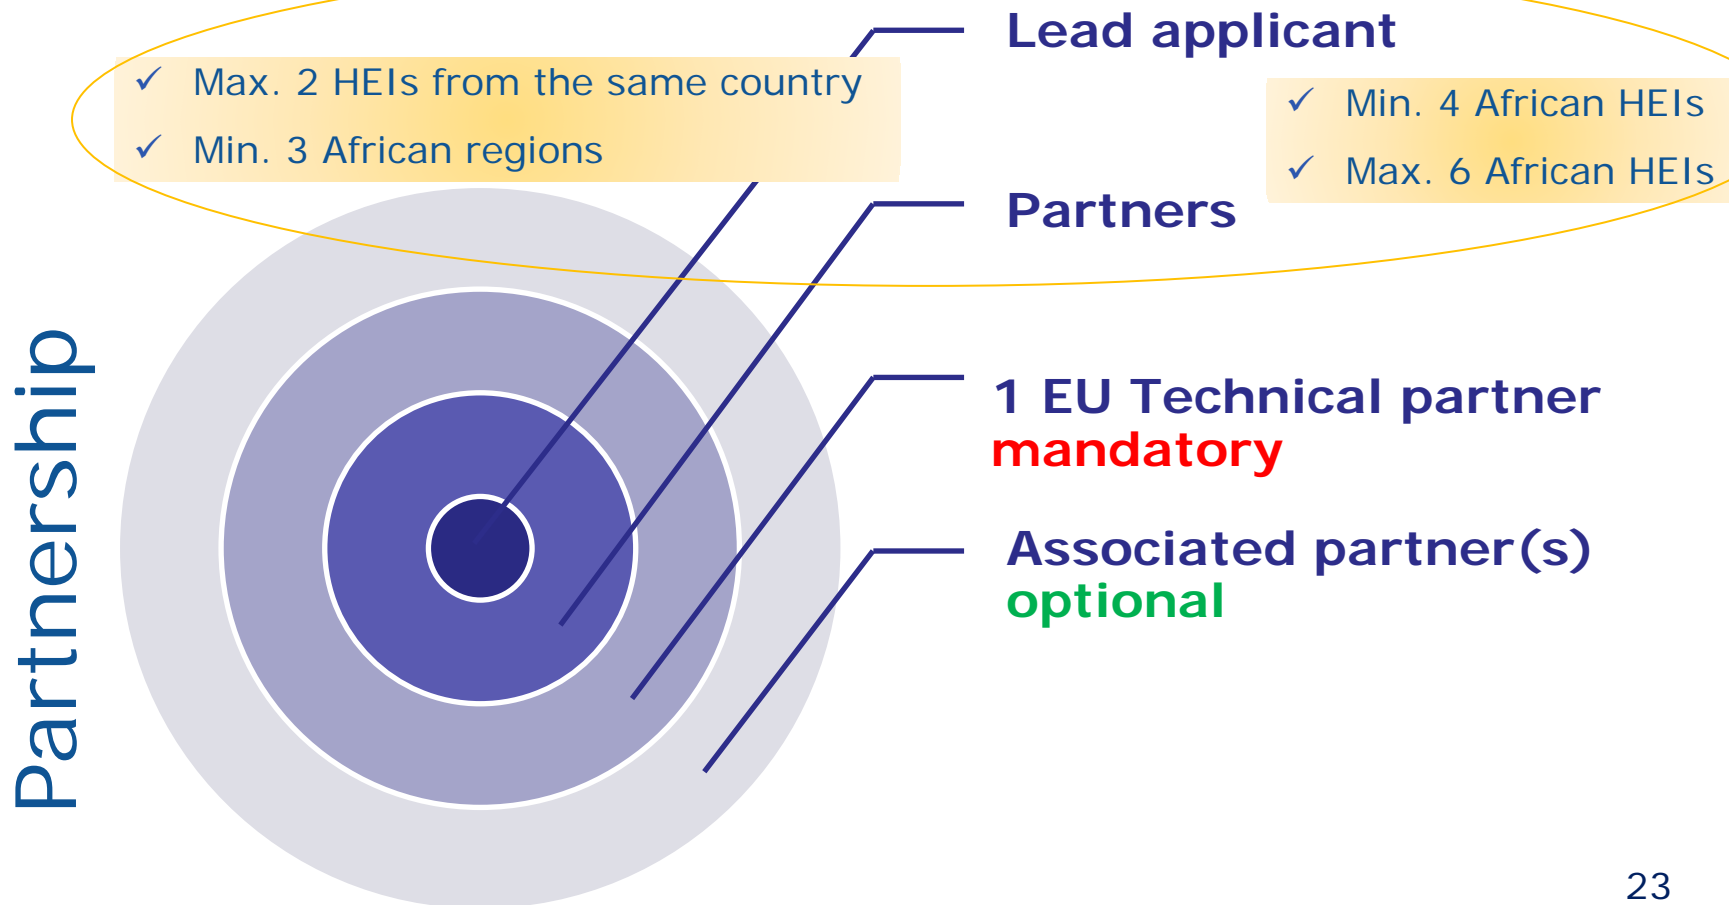 Lead applicant
✓ Max. 2 HEIs from the same country
✓ Min. 3 African regions
✓ Min. 4 African HEIs
✓ Max. 6 African HEIs
Partners
Partnership
1 EU Technical partner
mandatory
Associated partner(s)
optional
23